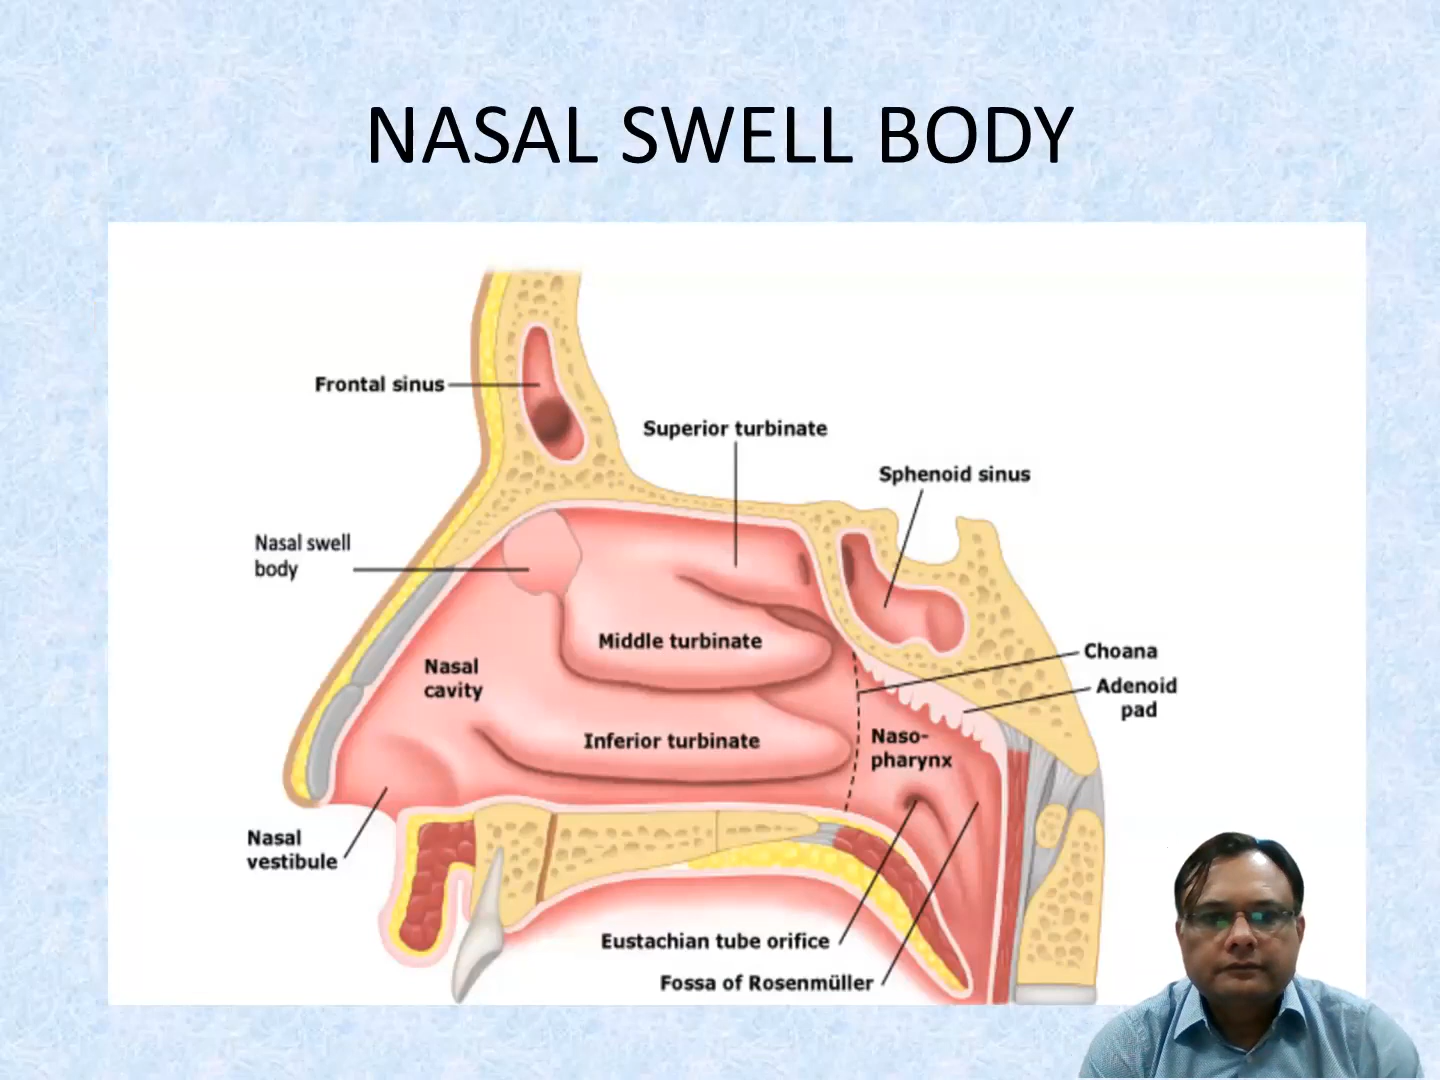 NASAL SWELL BODY
Frontal sinus
Superior turbinate
Sphenoid sinus
Nasal swell
body
Middle turbinate
Nasal
cavity
Choana
Adenoid
pad
Inferior turbinate
Naso-
pharynx
Nasal
vestibule
Eustachian tube orifice
Fossa of Rosenmüller